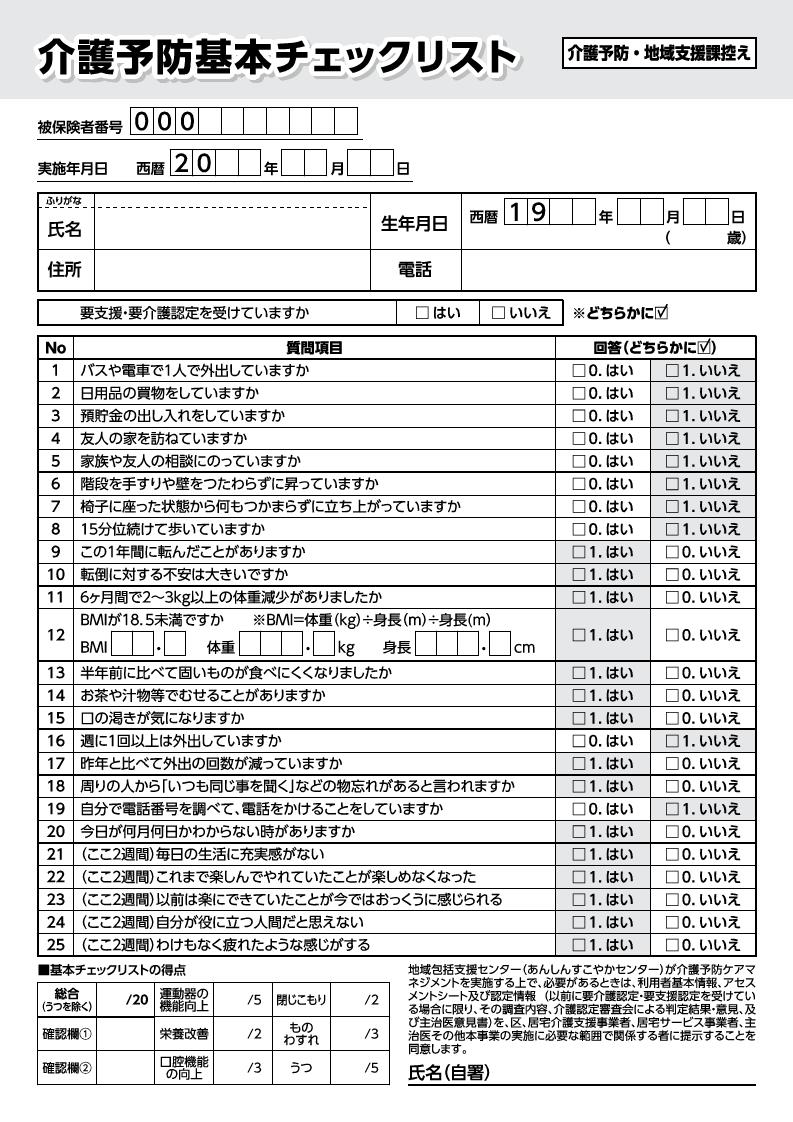 介護予防基本チェックリスト
介護予防・地域支援課控え
被保険者番号 000
実施年月日 西暦 20 年 月 日
ふりがな
氏名 生年月日 西暦 19 年 月 日
( 歳)
住所 電話
要支援・要介護認定を受けていますか □はい □いいえ ※どちらかに☑
No 質問項目 回答(どちらかに☑)
1 バスや電車で1人で外出していますか □0. はい □1. いいえ
2 日用品の買物をしていますか □0. はい □1. いいえ
3 預貯金の出し入れをしていますか □0. はい □1. いいえ
4 友人の家を訪ねていますか □0. はい □1. いいえ
5 家族や友人の相談にのっていますか □0. はい □1. いいえ
6 階段を手すりや壁をつたわらずに昇っていますか □0. はい □1. いいえ
7 椅子に座った状態から何もつかまらずに立ち上がっていますか □0. はい □1. いいえ
8 15分位続けて歩いていますか □0. はい □1. いいえ
9 この1年間に転んだことがありますか □1. はい □0. いいえ
10 転倒に対する不安は大きいですか □1. はい □0. いいえ
11 6ヶ月間で2〜3kg以上の体重減少がありましたか □1. はい □0. いいえ
12 BMIが18.5未満ですか ※BMI=体重(kg)÷身長(m)÷身長(m) □1. はい □0. いいえ
BMI . 体重 . kg 身長 . cm
13 半年前に比べて固いものが食べにくくなりましたか □1. はい □0. いいえ
14 お茶や汁物等でむせることがありますか □1. はい □0. いいえ
15 口の渇きが気になりますか □1. はい □0. いいえ
16 週に1回以上は外出していますか □0. はい □1. いいえ
17 昨年と比べて外出の回数が減っていますか □1. はい □0. いいえ
18 周りの人から「いつも同じ事を聞く」などの物忘れがあると言われますか □1. はい □0. いいえ
19 自分で電話番号を調べて、電話をかけることをしていますか □0. はい □1. いいえ
20 今日が何月何日かわからない時がありますか □1. はい □0. いいえ
21 (ここ2週間)毎日の生活に充実感がない □1. はい □0. いいえ
22 (ここ2週間)これまで楽しんでやれていたことが楽しめなくなった □1. はい □0. いいえ
23 (ここ2週間)以前は楽にできていたことが今ではおっくうに感じられる □1. はい □0. いいえ
24 (ここ2週間)自分が役に立つ人間だと思えない □1. はい □0. いいえ
25 (ここ2週間)わけもなく疲れたような感じがする □1. はい □0. いいえ
■基本チェックリストの得点
総合 (うつを除く) /20 運動器の機能向上 /5 閉じこもり /2
確認欄① 栄養改善 /2 ものわすれ /3
確認欄② 口腔機能の向上 /3 うつ /5
地域包括支援センター(あんしんすこやかセンター)が介護予防ケアマ
ネジメントを実施する上で、必要があるときは、利用者基本情報、アセス
メントシート及び認定情報 (以前に要介護認定・要支援認定を受けてい
る場合に限り、その調査内容、介護認定審査会による判定結果・意見、及
び主治医意見書)を、区、居宅介護支援事業者、居宅サービス事業者、主
治医その他本事業の実施に必要な範囲で関係する者に提示することを
同意します。
氏名(自署)